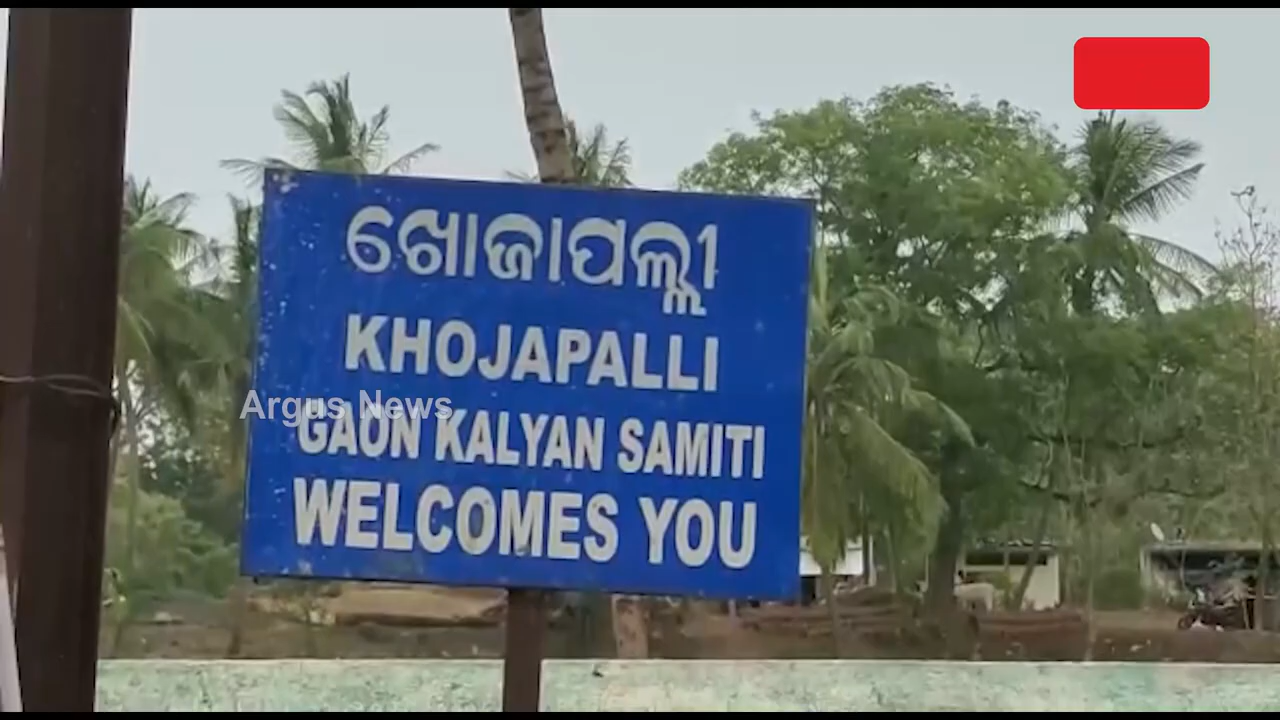 ଖୋଜାପଲ୍ଲୀ
KHOJAPALLI
Argus News
GAON KALYAN SAMITI
WELCOMES YOU